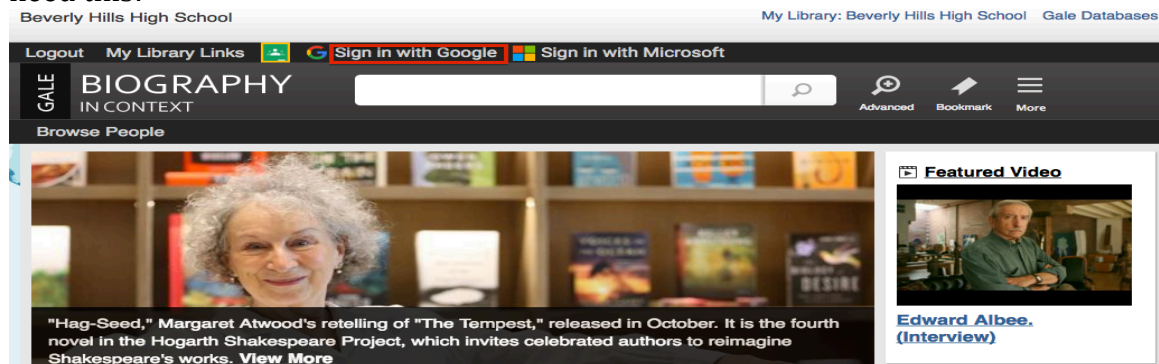 Beverly Hills High School
My Library: Beverly Hills High School Gale Databases
Logout My Library Links Sign in with Google Sign in with Microsoft
GALE
BIOGRAPHY
IN CONTEXT
Advanced Bookmark More
Browse People
Featured Video
DESIRE
"Hag-Seed," Margaret Atwood's retelling of "The Tempest," released in October. It is the fourth
novel in the Hogarth Shakespeare Project, which invites celebrated authors to reimagine
Shakespeare's works. View More
Edward Albee.
(Interview)